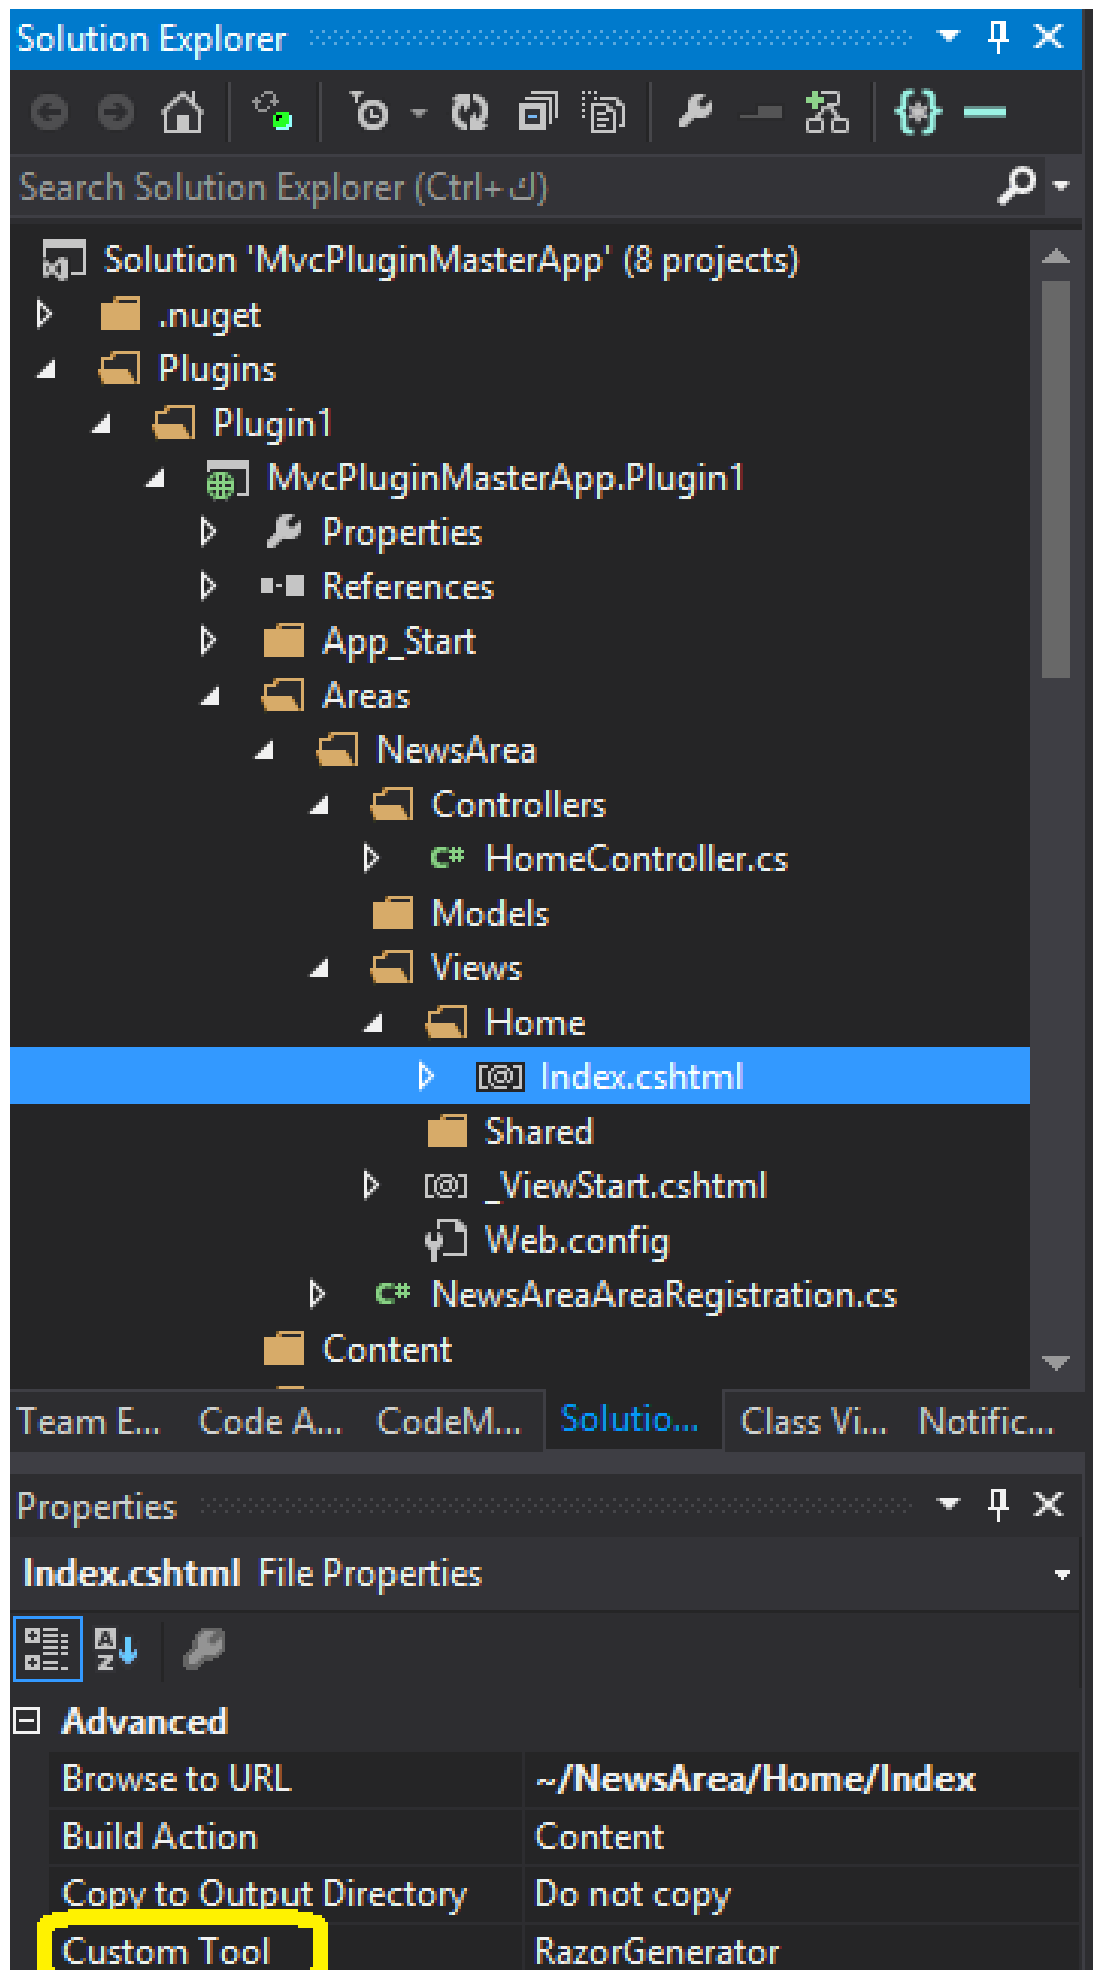 Solution Explorer
Search Solution Explorer (Ctrl+ك)
Solution 'MvcPluginMasterApp' (8 projects)
.nuget
Plugins
Plugin1
MvcPluginMasterApp.Plugin1
Properties
References
App_Start
Areas
NewsArea
Controllers
C# HomeController.cs
Models
Views
Home
[@] Index.cshtml
Shared
[@] _ViewStart.cshtml
Web.config
C# NewsAreaAreaRegistration.cs
Content
Team E... Code A... CodeM... Solutio... Class Vi... Notific...
Properties
Index.cshtml File Properties
Advanced
Browse to URL ~/NewsArea/Home/Index
Build Action Content
Copy to Output Directory Do not copy
Custom Tool RazorGenerator